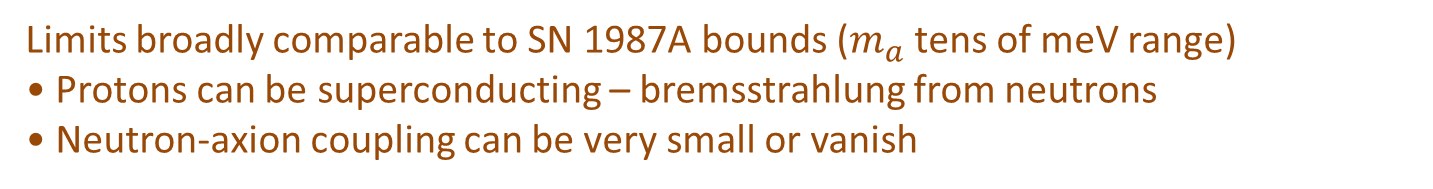 Limits broadly comparable to SN 1987A bounds (𝑚ₐ tens of meV range)
• Protons can be superconducting – bremsstrahlung from neutrons
• Neutron-axion coupling can be very small or vanish